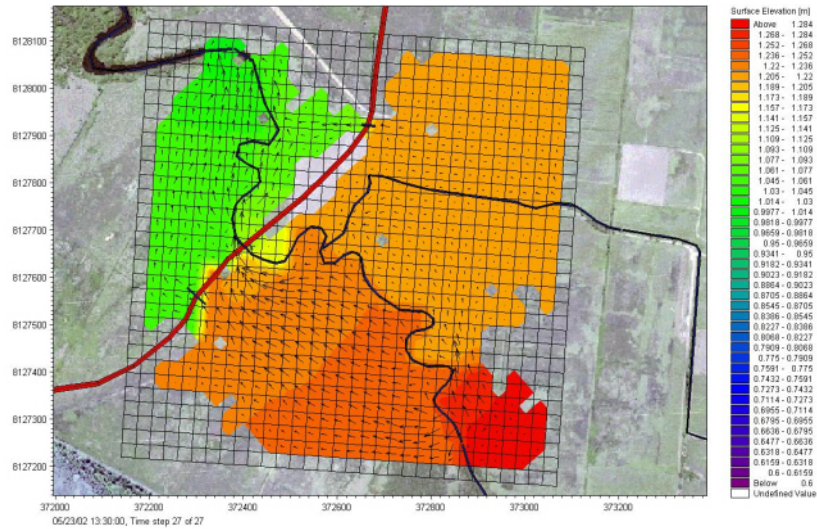 Surface Elevation [m]
Above 1.284
1.268 - 1.284
1.252 - 1.268
1.236 - 1.252
1.22 - 1.236
1.205 - 1.22
1.189 - 1.205
1.173 - 1.189
1.157 - 1.173
1.141 - 1.157
1.125 - 1.141
1.109 - 1.125
1.093 - 1.109
1.077 - 1.093
1.061 - 1.077
1.045 - 1.061
1.03 - 1.045
1.014 - 1.03
0.9977 - 1.014
0.9818 - 0.9977
0.9659 - 0.9818
0.95 - 0.9659
0.9341 - 0.95
0.9182 - 0.9341
0.9023 - 0.9182
0.8864 - 0.9023
0.8705 - 0.8864
0.8545 - 0.8705
0.8386 - 0.8545
0.8227 - 0.8386
0.8068 - 0.8227
0.7909 - 0.8068
0.775 - 0.7909
0.7591 - 0.775
0.7432 - 0.7591
0.7273 - 0.7432
0.7114 - 0.7273
0.6955 - 0.7114
0.6795 - 0.6955
0.6636 - 0.6795
0.6477 - 0.6636
0.6318 - 0.6477
0.6159 - 0.6318
0.6 - 0.6159
Below 0.6
Undefined Value
8128100
8128000
8127900
8127800
8127700
8127600
8127500
8127400
8127300
8127200
372000 372200 372400 372600 372800 373000 373200
05/23/02 13:30:00, Time step 27 of 27